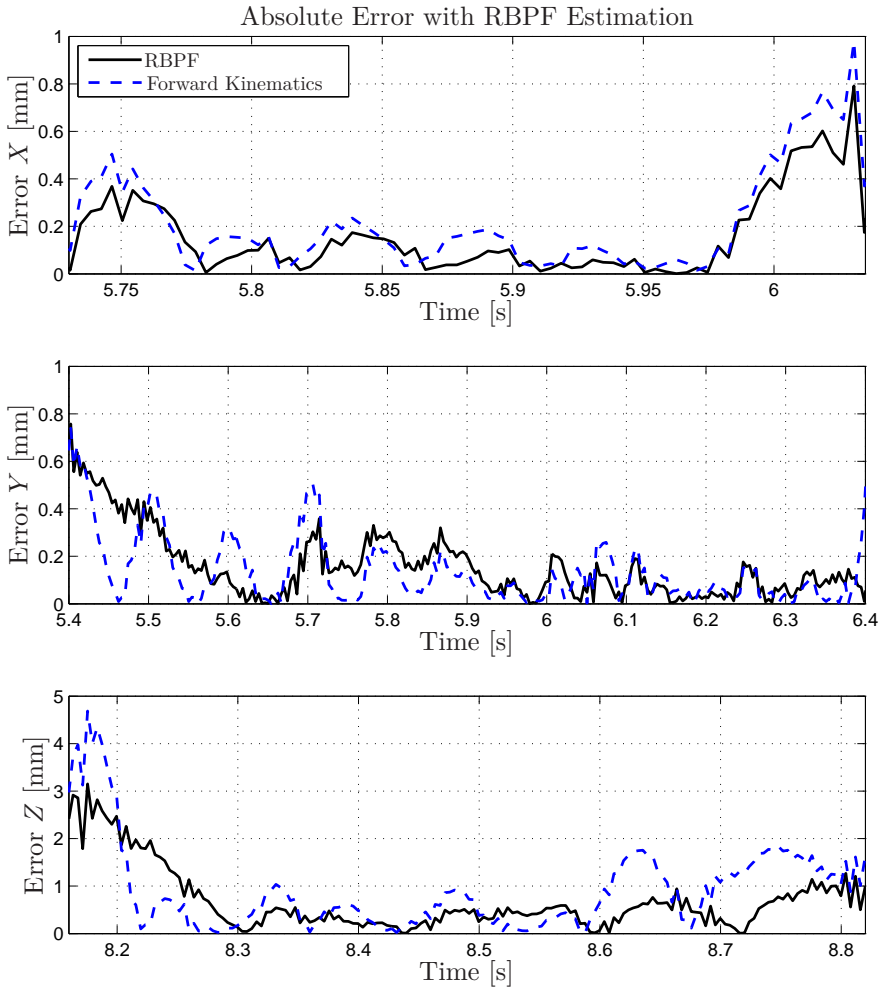 Absolute Error with RBPF Estimation
1
0.8
0.6
0.4
0.2
0
Error X [mm]
RBPF
Forward Kinematics
5.75 5.8 5.85 5.9 5.95 6
Time [s]
1
0.8
0.6
0.4
0.2
0
Error Y [mm]
5.4 5.5 5.6 5.7 5.8 5.9 6 6.1 6.2 6.3 6.4
Time [s]
5
4
3
2
1
0
Error Z [mm]
8.2 8.3 8.4 8.5 8.6 8.7 8.8
Time [s]